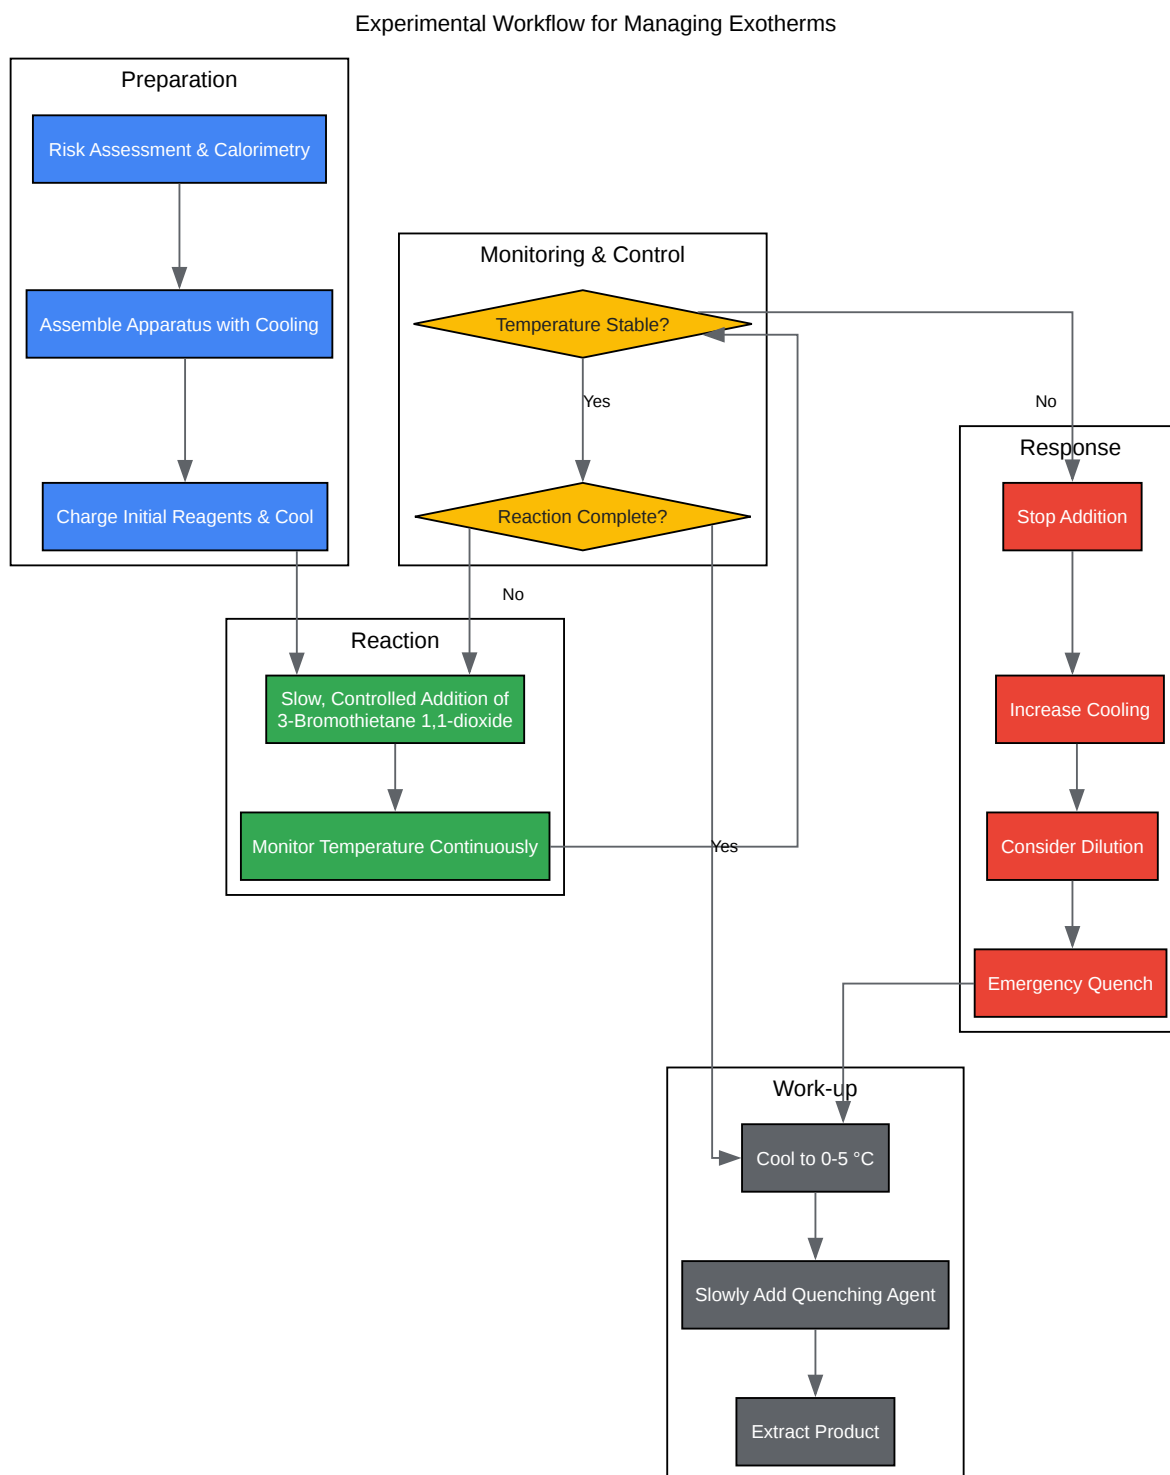 Experimental Workflow for Managing Exotherms
Preparation
Risk Assessment & Calorimetry
Assemble Apparatus with Cooling
Charge Initial Reagents & Cool
Monitoring & Control
Temperature Stable?
Yes
No
Reaction Complete?
No
Yes
Reaction
Slow, Controlled Addition of
3-Bromothietane 1,1-dioxide
Monitor Temperature Continuously
Response
Stop Addition
Increase Cooling
Consider Dilution
Emergency Quench
Work-up
Cool to 0-5 °C
Slowly Add Quenching Agent
Extract Product